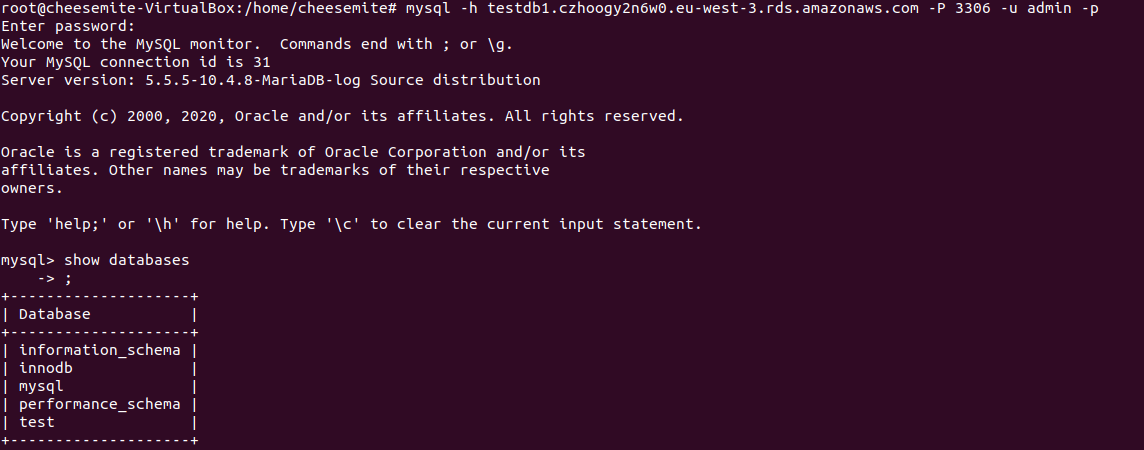 root@cheesemite-VirtualBox:/home/cheesemite# mysql -h testdb1.czhoogy2n6w0.eu-west-3.rds.amazonaws.com -P 3306 -u admin -p
Enter password:
Welcome to the MySQL monitor.  Commands end with ; or \g.
Your MySQL connection id is 31
Server version: 5.5.5-10.4.8-MariaDB-log Source distribution

Copyright (c) 2000, 2020, Oracle and/or its affiliates. All rights reserved.

Oracle is a registered trademark of Oracle Corporation and/or its
affiliates. Other names may be trademarks of their respective
owners.

Type 'help;' or '\h' for help. Type '\c' to clear the current input statement.

mysql> show databases
    -> ;
+--------------------+
| Database           |
+--------------------+
| information_schema |
| innodb             |
| mysql              |
| performance_schema |
| test               |
+--------------------+